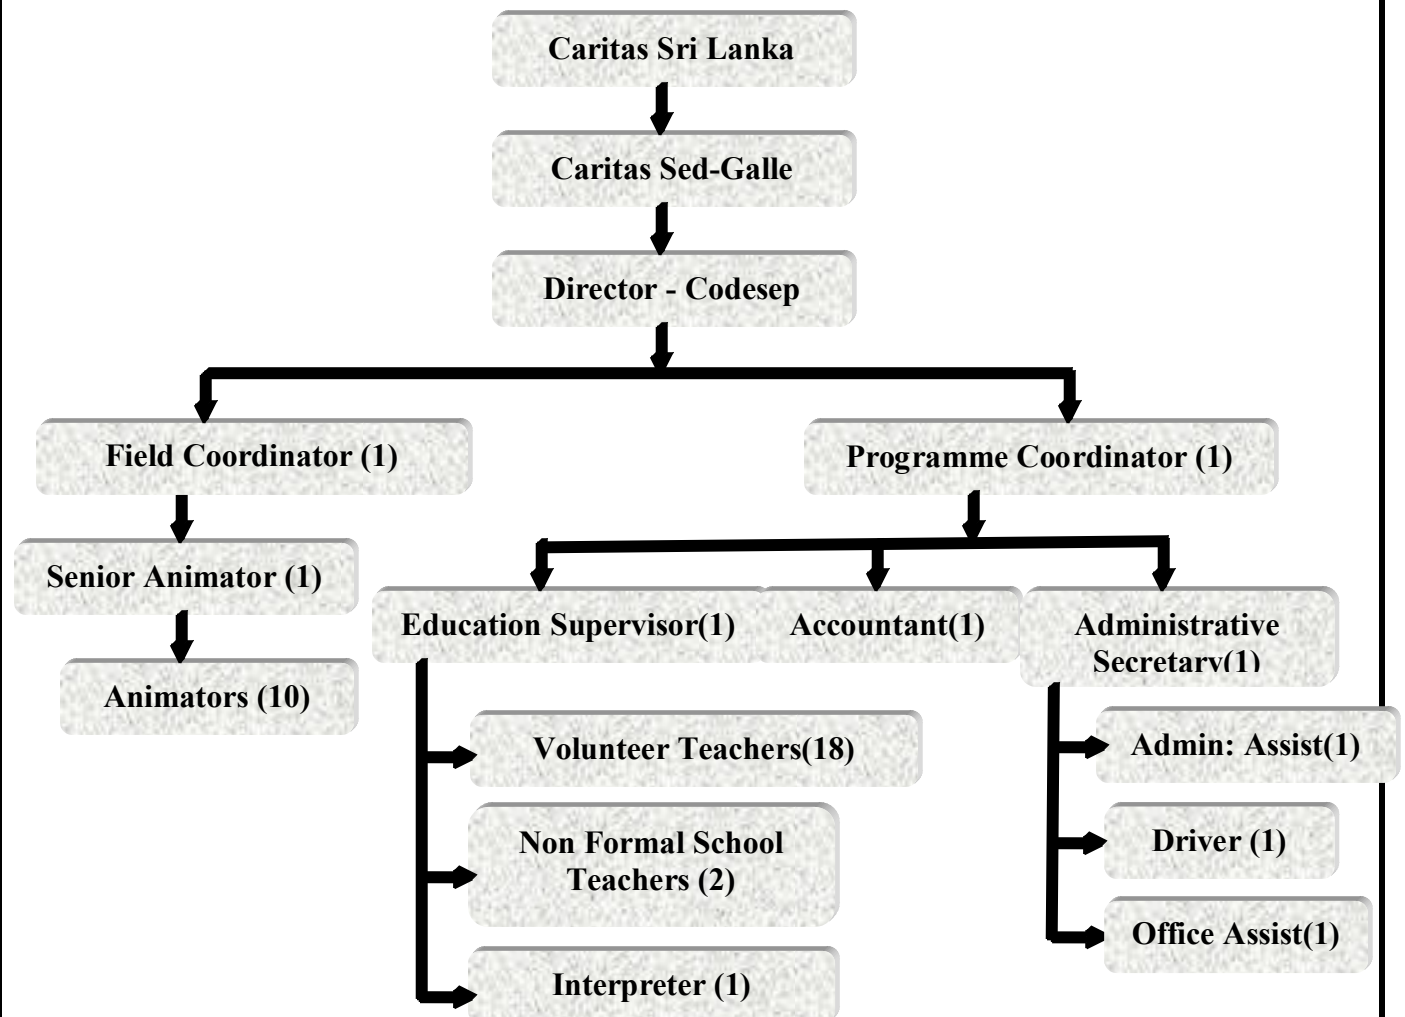 Caritas Sri Lanka
Caritas Sed-Galle
Director - Codesep
Field Coordinator (1)
Programme Coordinator (1)
Senior Animator (1)
Animators (10)
Education Supervisor(1)
Accountant(1)
Administrative
Secretary(1)
Volunteer Teachers(18)
Non Formal School
Teachers (2)
Interpreter (1)
Admin: Assist(1)
Driver (1)
Office Assist(1)